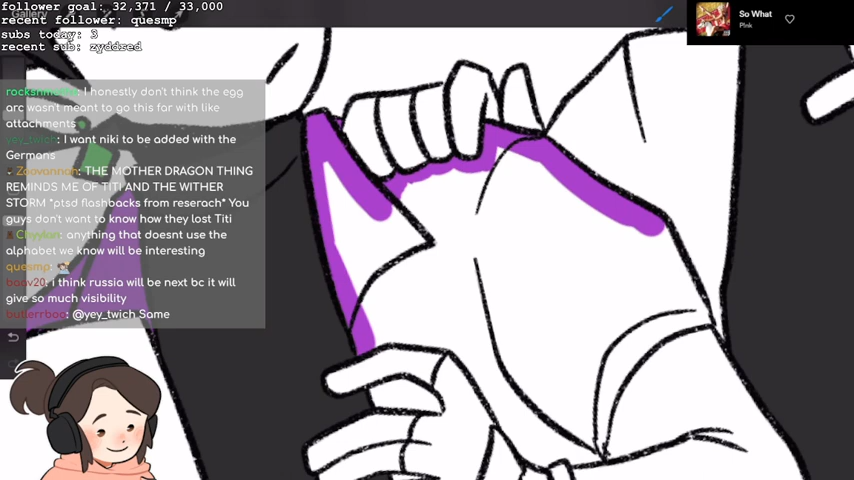 follower goal: 32,371 / 33,000
recent follower: quesmp
subs today: 3
recent sub: zyddred
So What
P!nk
I honestly don't think the egg
arc wasn't meant to go this far with like
attachments
yey_twich: I want niki to be added with the
Germans
Zoavannah: THE MOTHER DRAGON THING
REMINDS ME OF TITI AND THE WITHER
STORM *ptsd flashbacks from reserach* You
guys don't want to know how they lost Titi
anything that doesnt use the
alphabet we know will be interesting
quesmp:
i think russia will be next bc it will
give so much visibility
@yey_twich Same